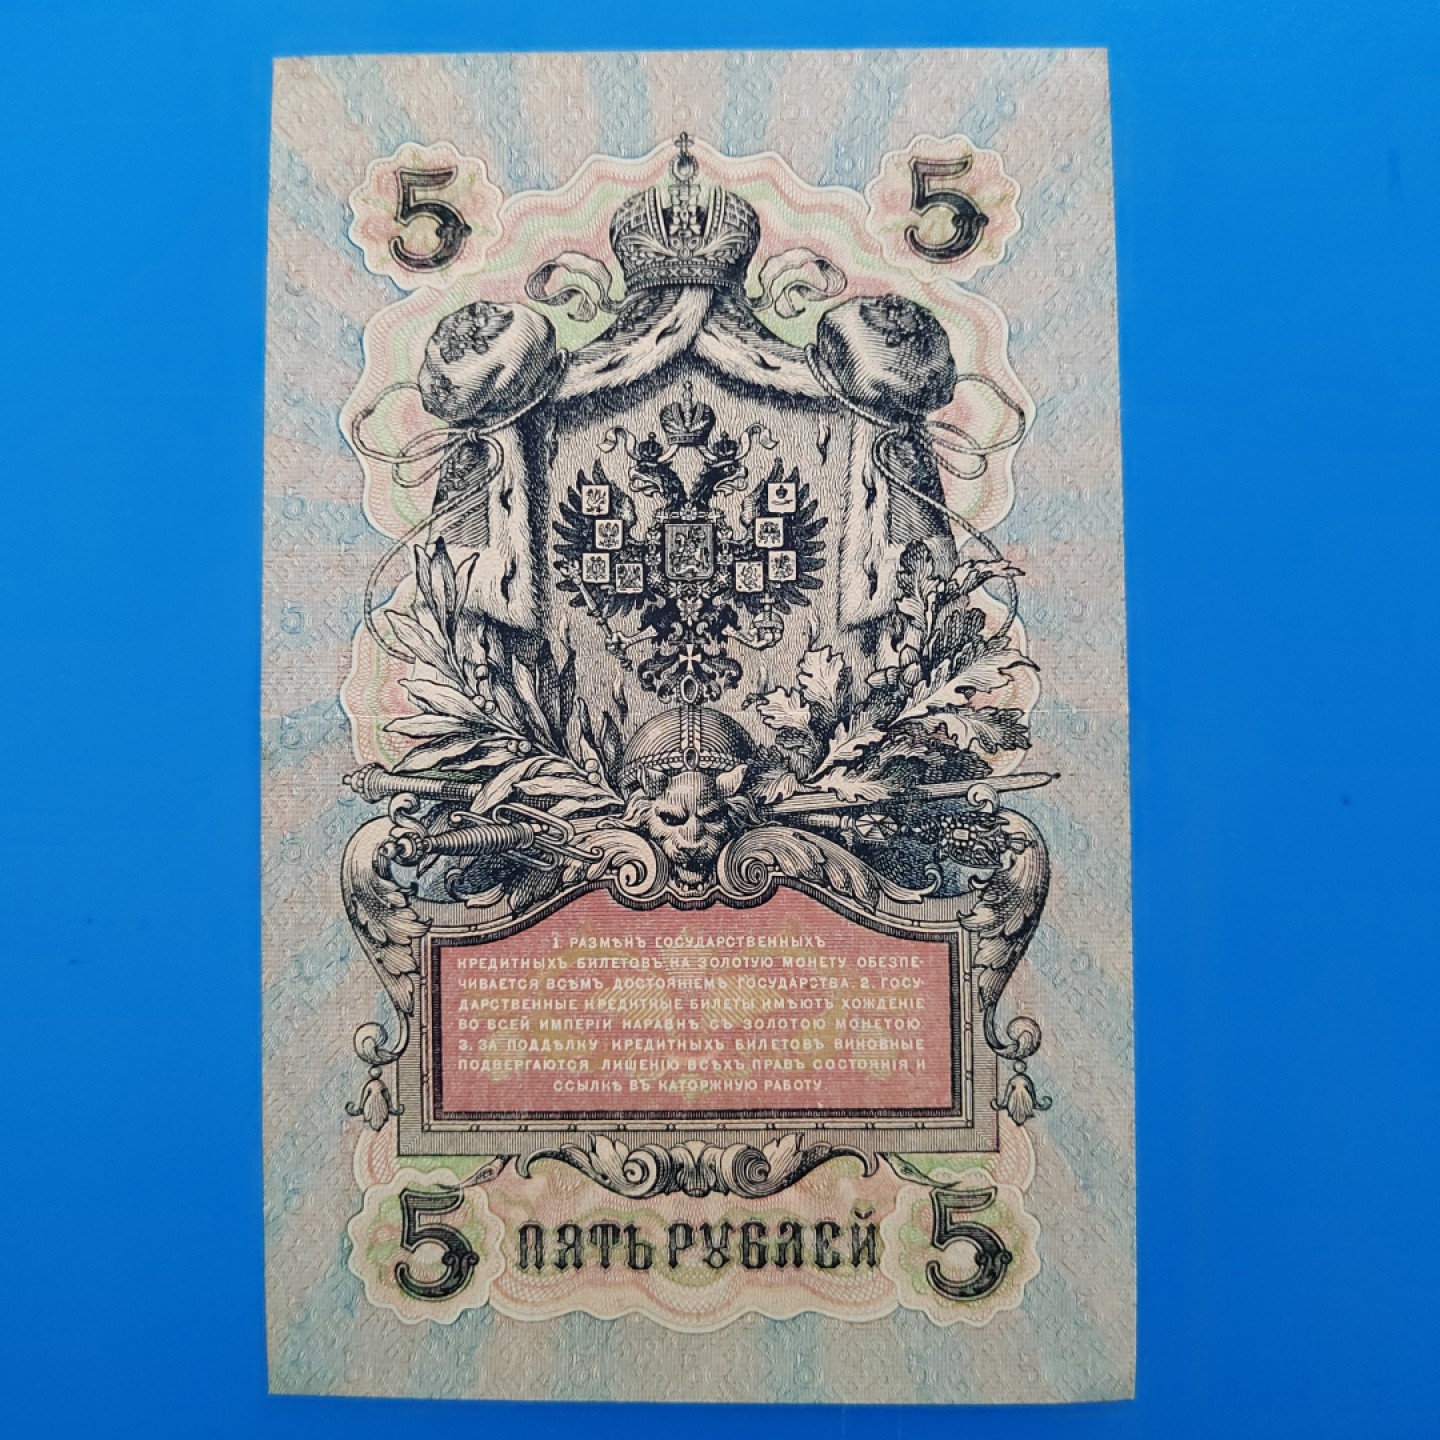 5 5
1. РАЗМѢНЪ ГОСУДАРСТВЕННЫХЪ
КРЕДИТНЫХЪ БИЛЕТОВЪ НА ЗОЛОТУЮ МОНЕТУ ОБЕЗПЕ-
ЧИВАЕТСЯ ВСѢМЪ ДОСТОЯНІЕМЪ ГОСУДАРСТВА. 2. ГОСУ-
ДАРСТВЕННЫЕ КРЕДИТНЫЕ БИЛЕТЫ ИМѢЮТЪ ХОЖДЕНІЕ
ВО ВСЕЙ ИМПЕРІИ НАРАВНѢ СЪ ЗОЛОТОЮ МОНЕТОЮ.
3. ЗА ПОДДѢЛКУ КРЕДИТНЫХЪ БИЛЕТОВЪ ВИНОВНЫЕ
ПОДВЕРГАЮТСЯ ЛИШЕНІЮ ВСѢХЪ ПРАВЪ СОСТОЯНІЯ И
ССЫЛКѢ ВЪ КАТОРЖНУЮ РАБОТУ.
5 ПЯТЬ РУБЛЕЙ 5